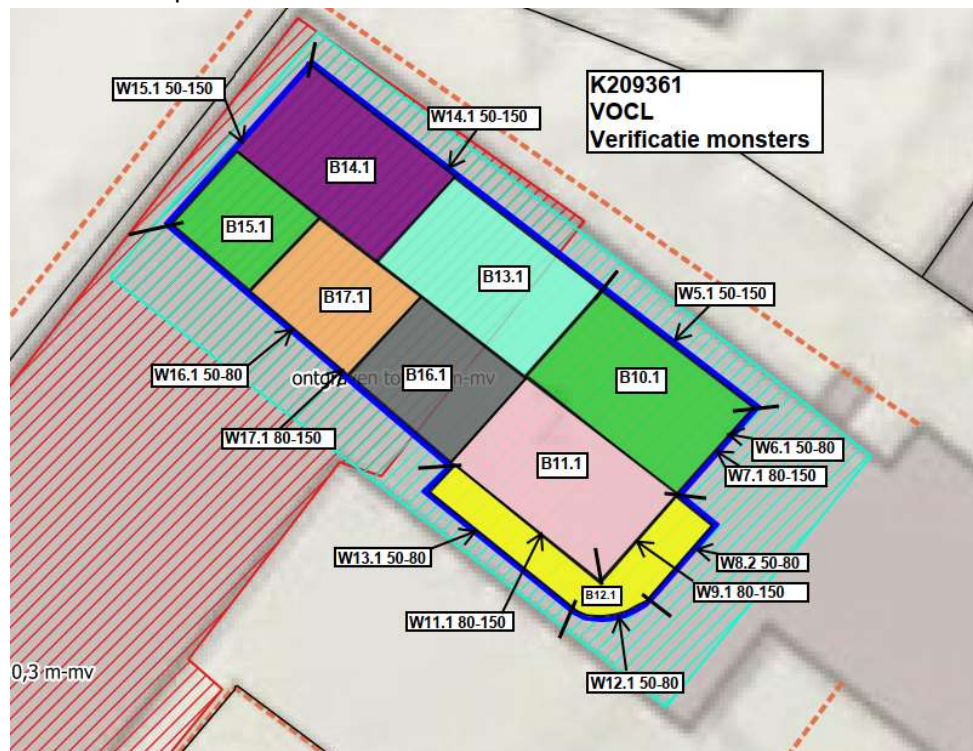 K209361
VOCL
Verificatie monsters
W15.1 50-150
W14.1 50-150
B14.1
B15.1
B13.1
B17.1
W5.1 50-150
W16.1 50-80
B16.1
B10.1
W17.1 80-150
B11.1
W6.1 50-80
W7.1 80-150
W13.1 50-80
W8.2 50-80
W9.1 80-150
B12.1
W11.1 80-150
W12.1 50-80
0,3 m-mv